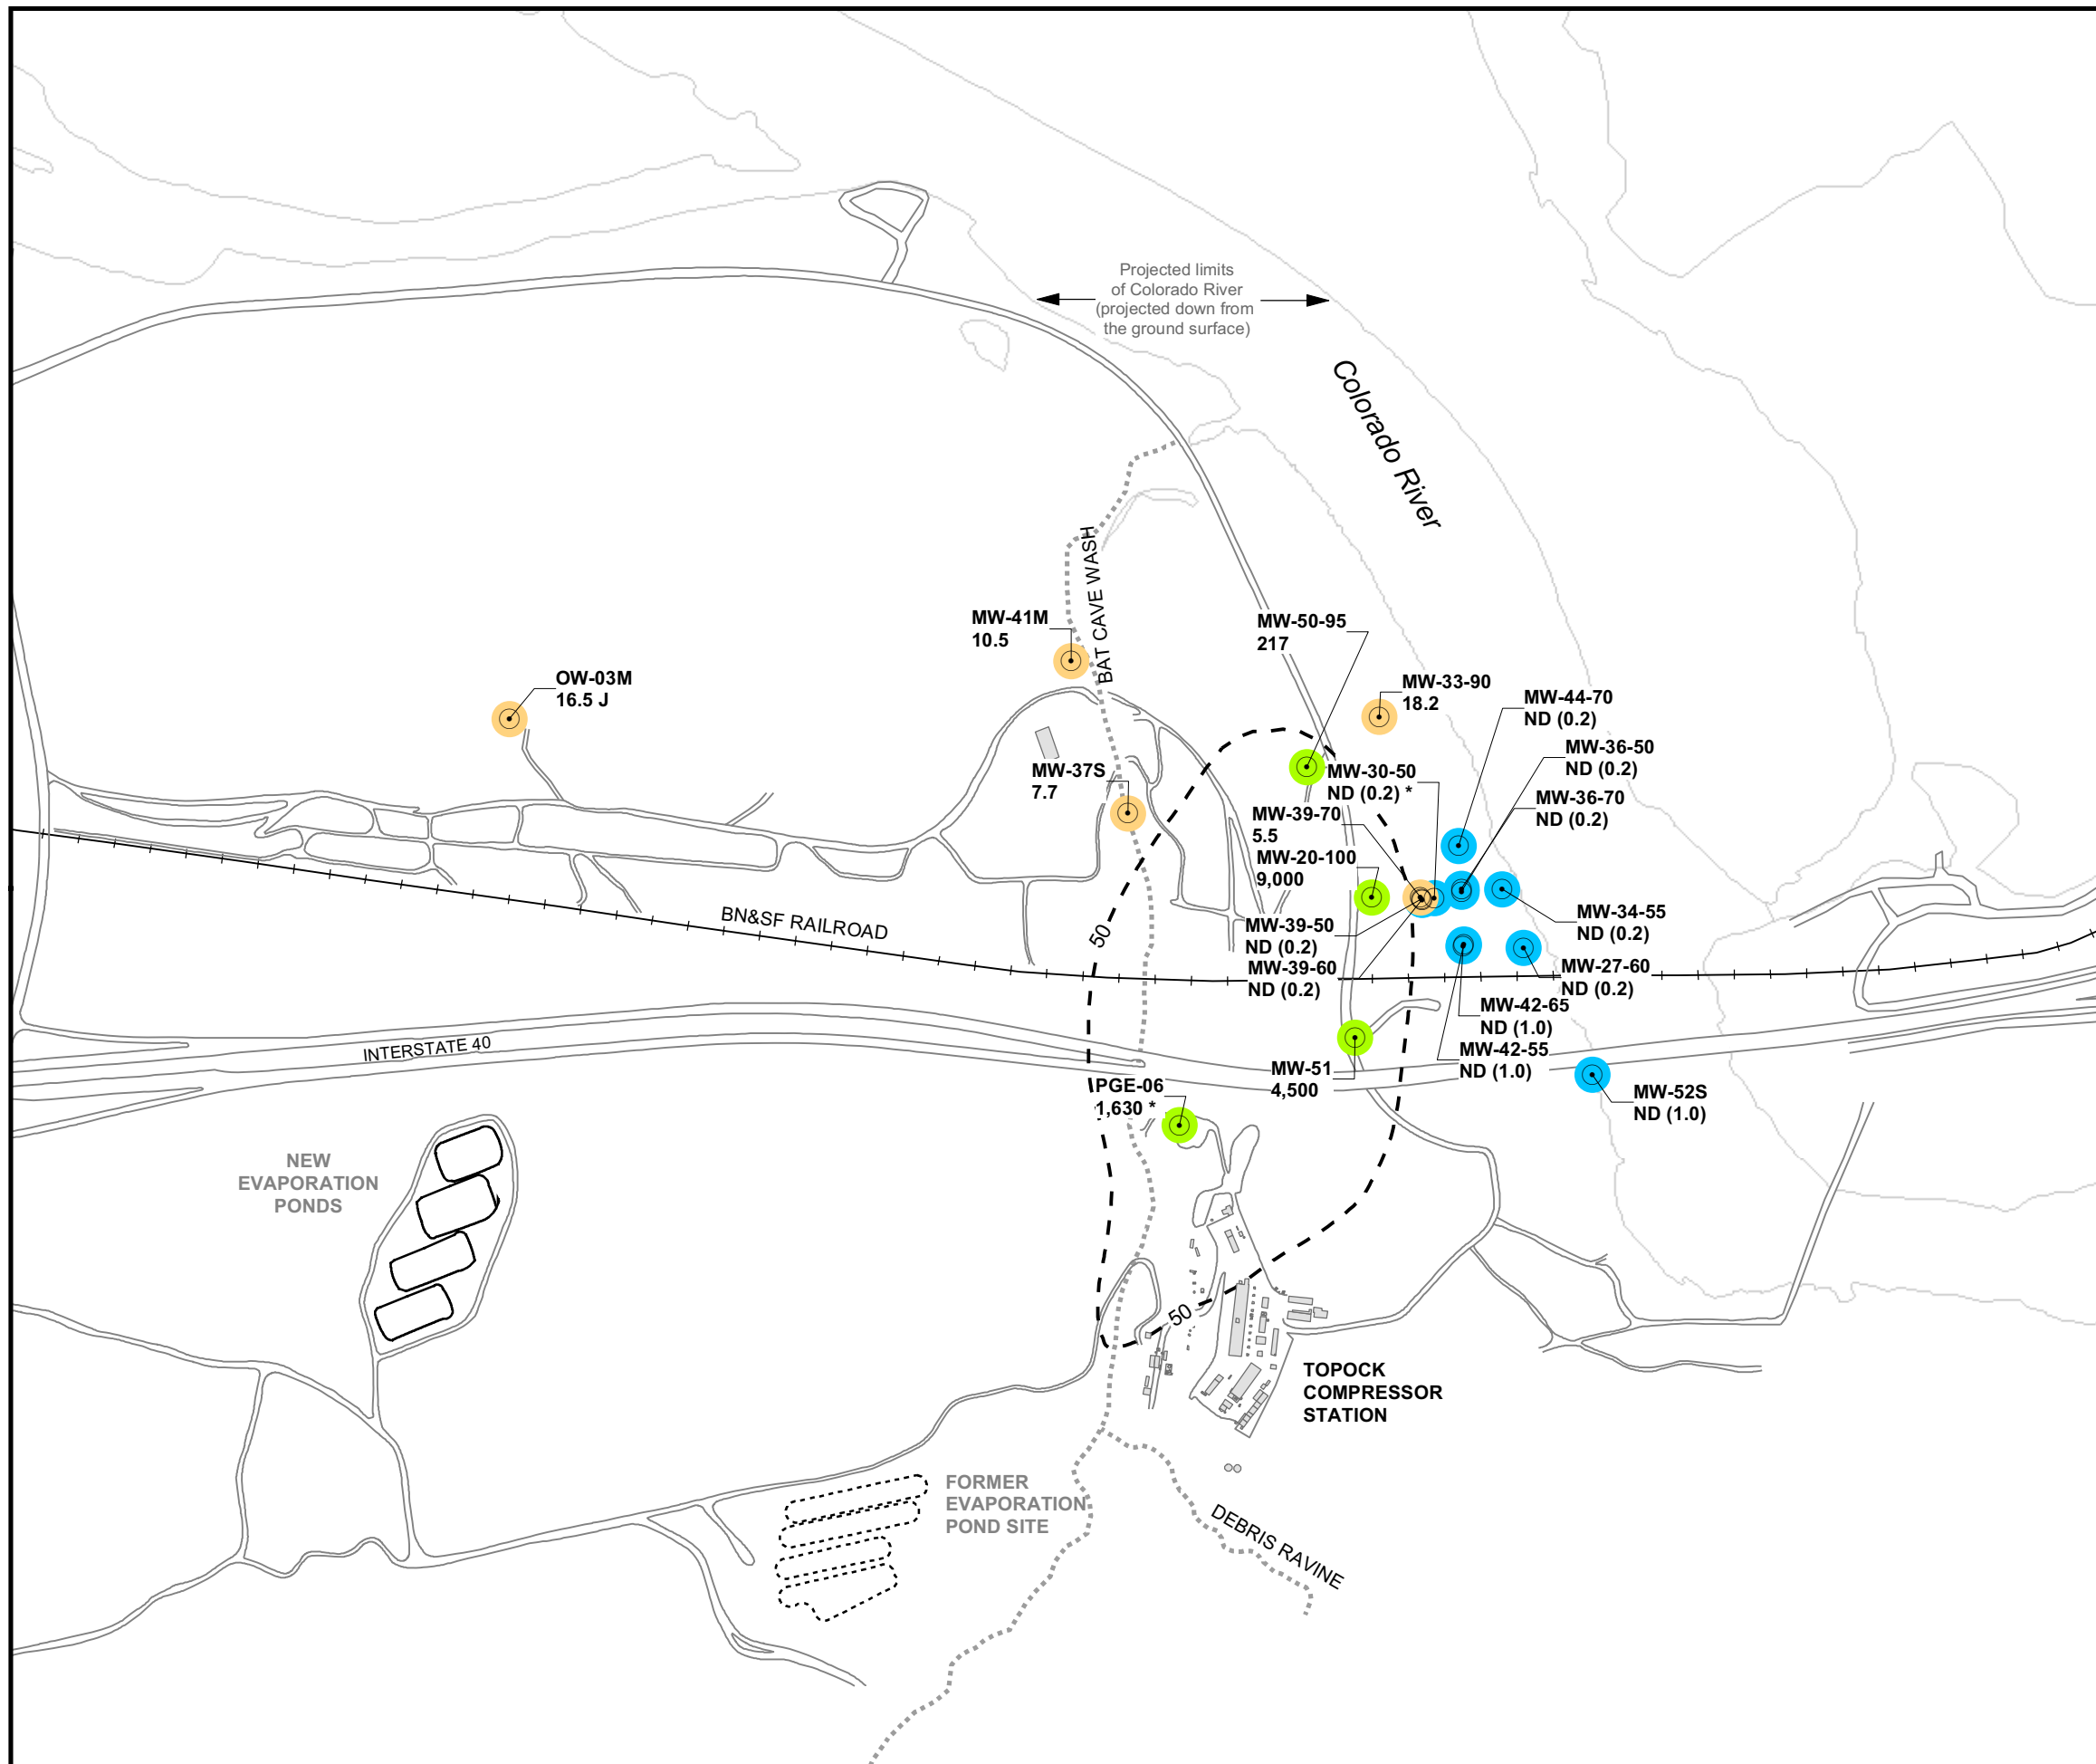 Projected limits
of Colorado River
(projected down from
the ground surface)
Colorado River
BAT CAVE WASH
MW-41M
10.5
MW-50-95
217
OW-03M
16.5 J
MW-33-90
18.2
MW-44-70
ND (0.2)
MW-36-50
ND (0.2)
MW-37S
7.7
MW-30-50
ND (0.2) *
MW-36-70
ND (0.2)
MW-39-70
5.5
MW-20-100
9,000
MW-39-50
ND (0.2)
MW-39-60
ND (0.2)
MW-34-55
ND (0.2)
BN&SF RAILROAD
50
MW-27-60
ND (0.2)
MW-42-65
ND (1.0)
MW-42-55
ND (1.0)
INTERSTATE 40
MW-51
4,500
PGE-06
1,630 *
MW-52S
ND (1.0)
NEW
EVAPORATION
PONDS
50
TOPOCK
COMPRESSOR
STATION
FORMER
EVAPORATION
POND SITE
DEBRIS RAVINE